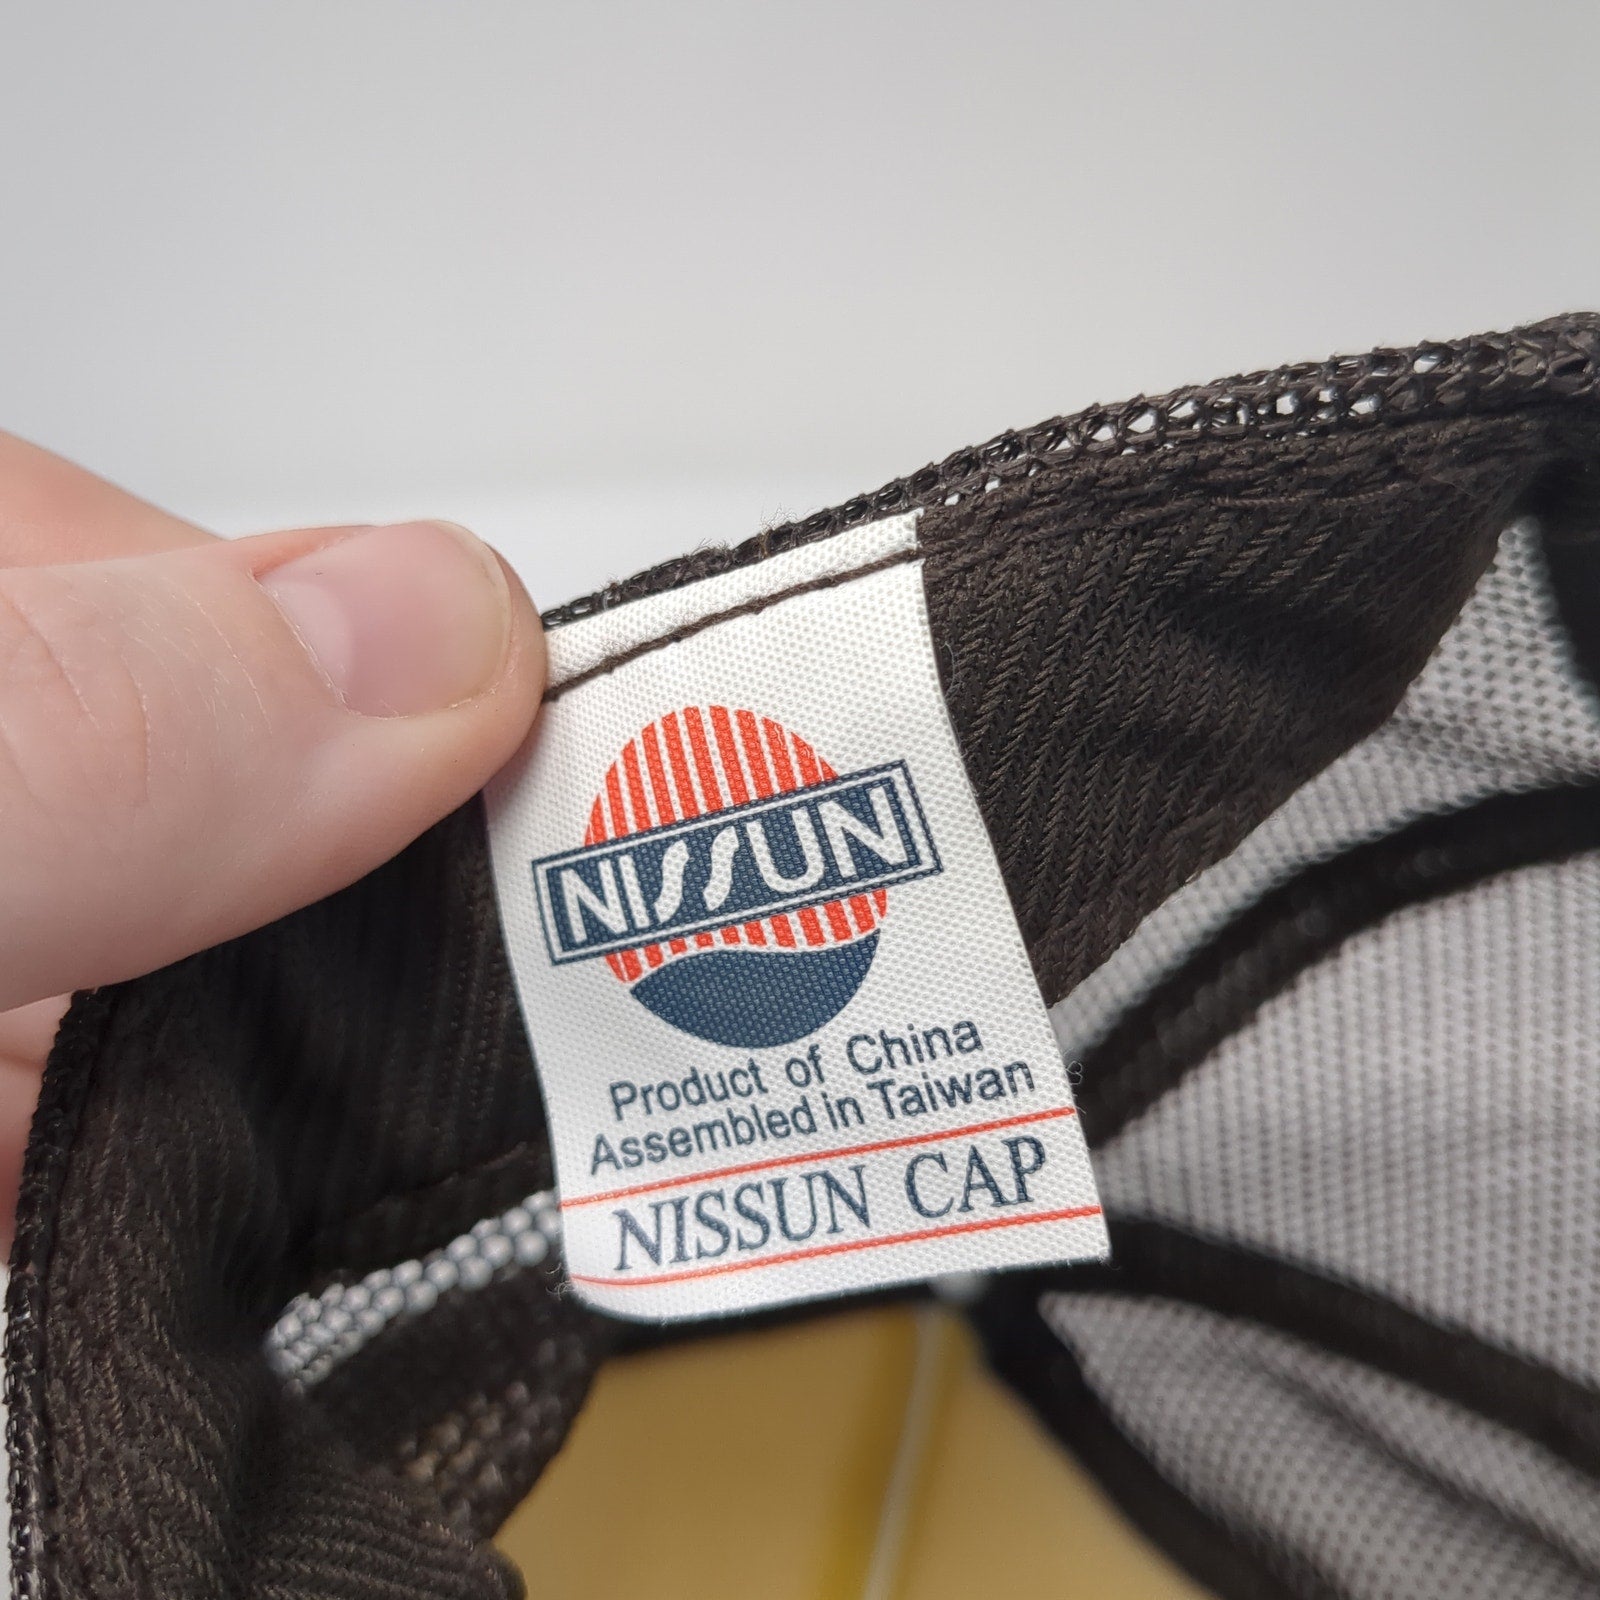 NISSUN
Product of China
Assembled in Taiwan
NISSUN CAP